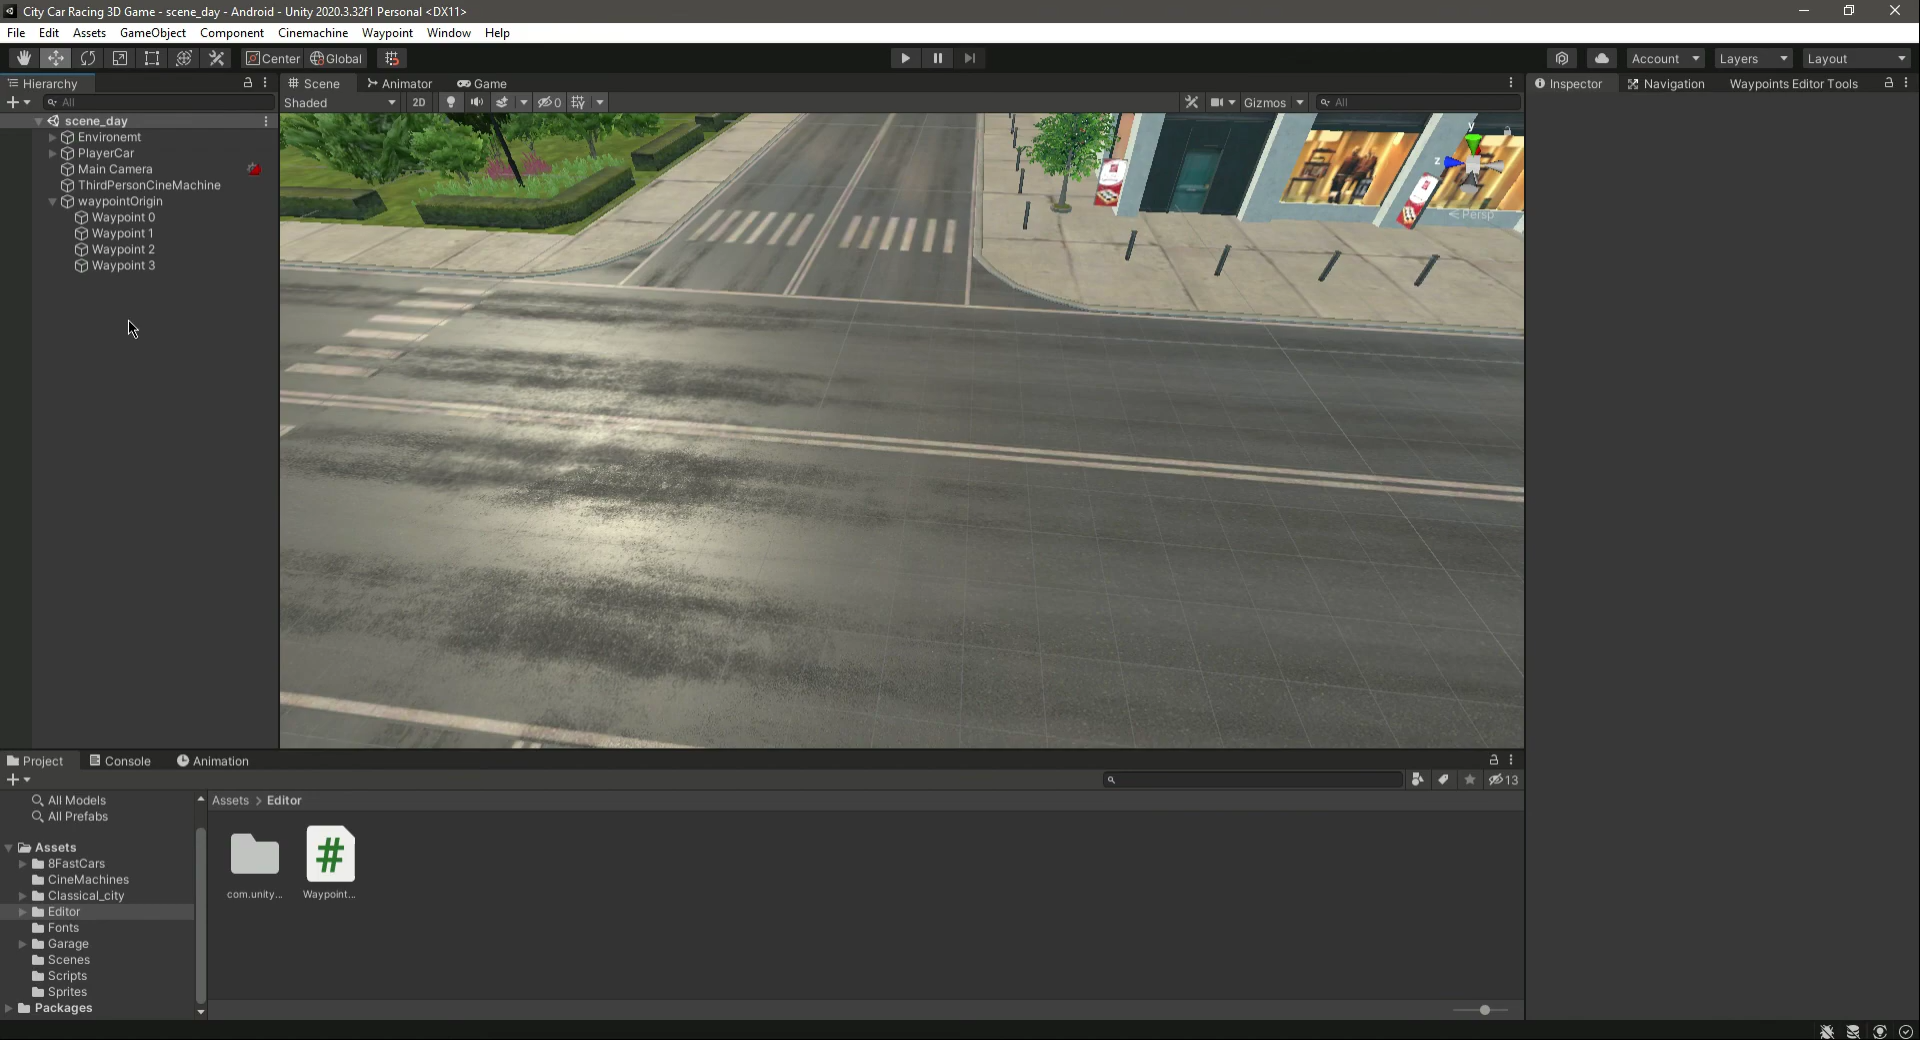 City Car Racing 3D Game - scene_day - Android - Unity 2020.3.32f1 Personal <DX11>
File Edit Assets GameObject Component Cinemachine Waypoint Window Help
Center Global
Account Layers Layout
Hierarchy
All
scene_day
Environemt
PlayerCar
Main Camera
ThirdPersonCineMachine
waypointOrigin
Waypoint 0
Waypoint 1
Waypoint 2
Waypoint 3
Scene Animator Game
Shaded 2D 0 Gizmos All
y
z
Persp
Inspector Navigation Waypoints Editor Tools
Project Console Animation
13
All Models
All Prefabs
Assets
8FastCars
CineMachines
Classical_city
Editor
Fonts
Garage
Scenes
Scripts
Sprites
Packages
Assets > Editor
com.unity...
Waypoint...